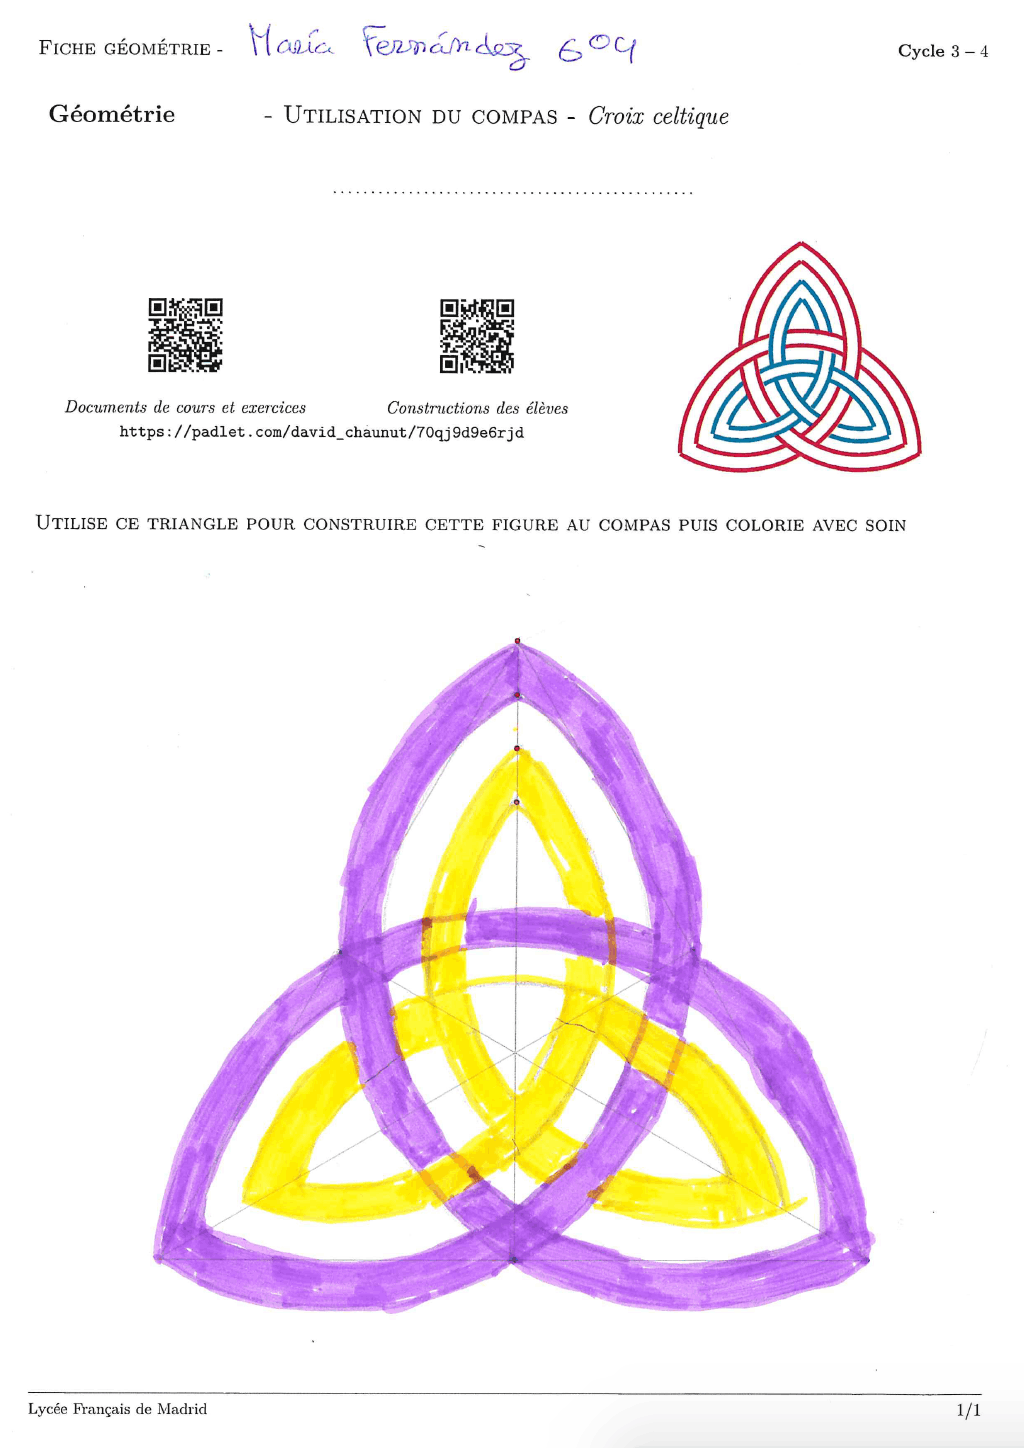 FICHE GÉOMÉTRIE - María Fernández 604
Cycle 3 – 4
Géométrie - UTILISATION DU COMPAS - Croix celtique
..............................................
Documents de cours et exercices
Constructions des élèves
https://padlet.com/david_chaunut/70qj9d9e6rjd
UTILISE CE TRIANGLE POUR CONSTRUIRE CETTE FIGURE AU COMPAS PUIS COLORIE AVEC SOIN
Lycée Français de Madrid
1/1